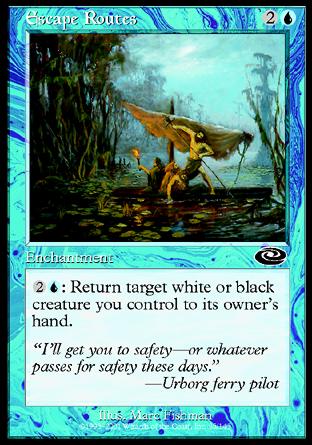 Escape Routes 2
Enchantment
2 : Return target white or black
creature you control to its owner's
hand.
"I'll get you to safety—or whatever
passes for safety these days."
—Urborg ferry pilot
Illus. Marc Fishman